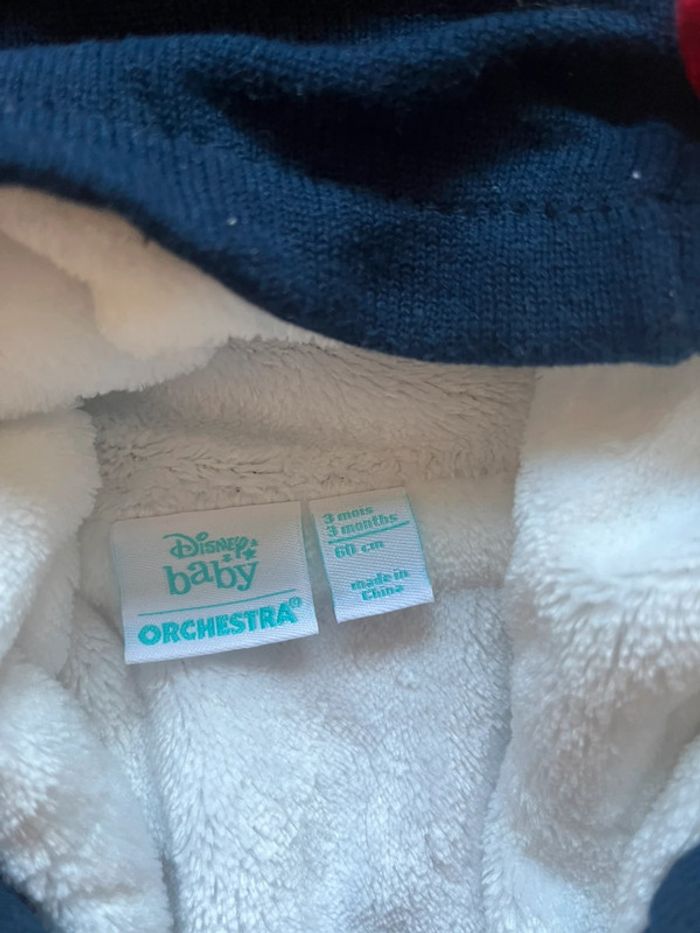 Disney
baby
ORCHESTRA®
3 mois
3 months
60 cm
made in
China